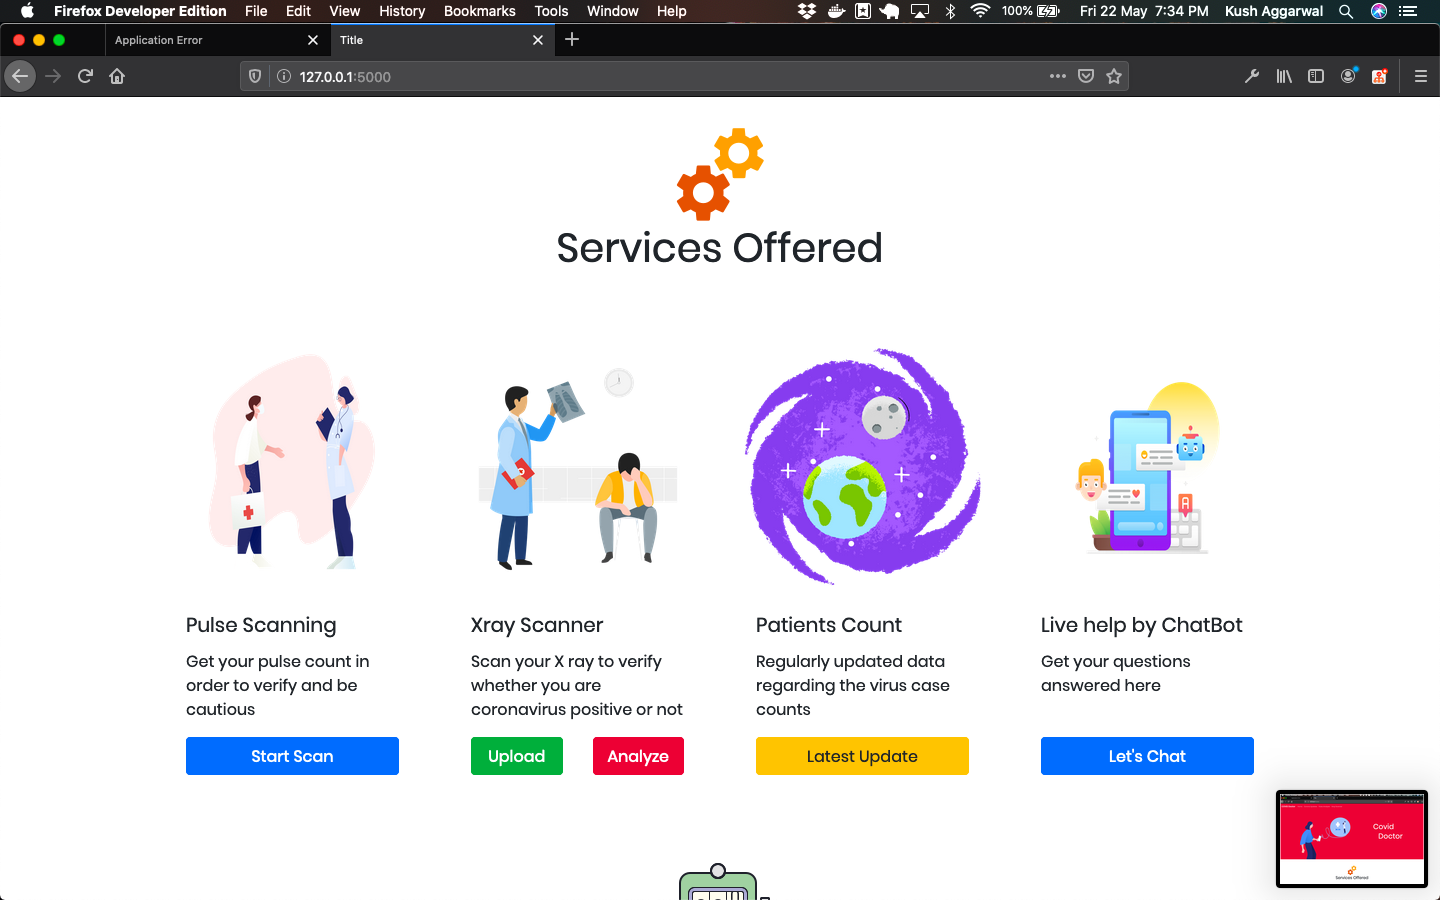 Firefox Developer Edition File Edit View History Bookmarks Tools Window Help 100% Fri 22 May 7:34 PM Kush Aggarwal
Application Error Title
127.0.0.1:5000
Services Offered
Pulse Scanning
Get your pulse count in
order to verify and be
cautious
Start Scan
Xray Scanner
Scan your X ray to verify
whether you are
coronavirus positive or not
Upload Analyze
Patients Count
Regularly updated data
regarding the virus case
counts
Latest Update
Live help by ChatBot
Get your questions
answered here
Let's Chat
Covid
Doctor
Services Offered